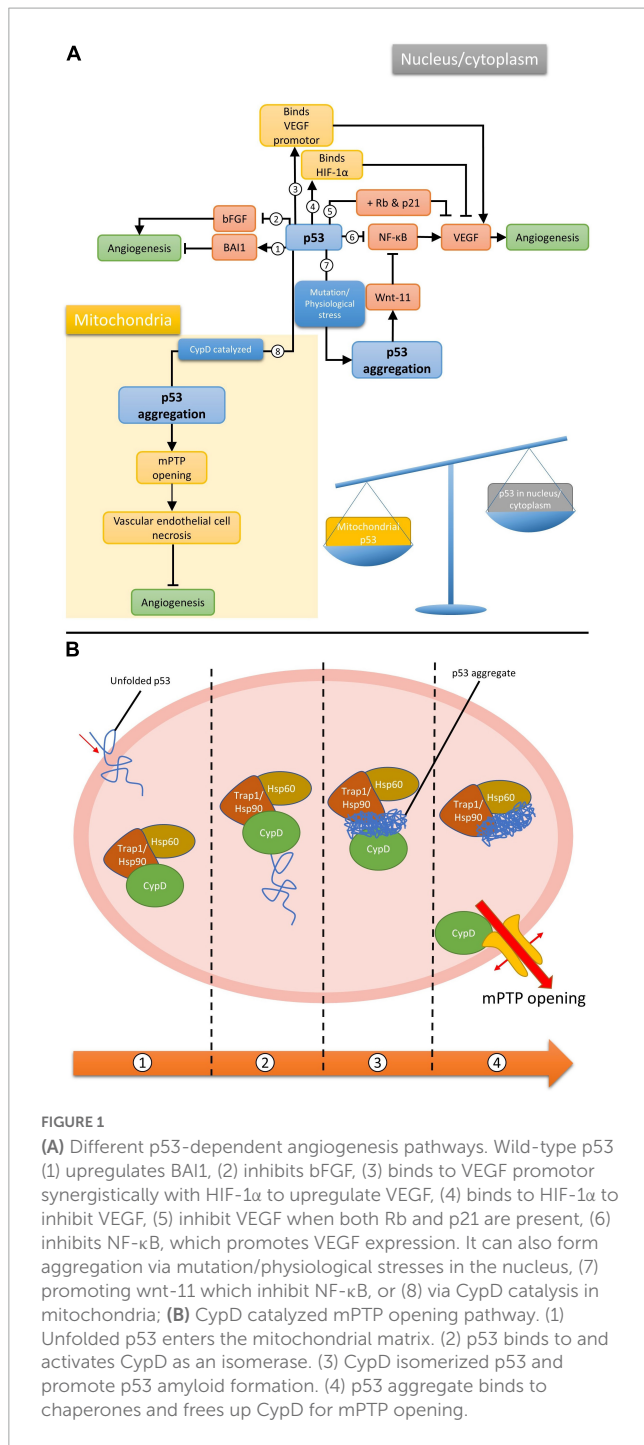 A
Nucleus/cytoplasm
Binds
VEGF
promotor
Binds
HIF-1α
3
4
5
+ Rb & p21
bFGF
2
Angiogenesis
BAI1
1
p53
6
NF-κB
VEGF
Angiogenesis
7
Mutation/
Physiological
stress
Wnt-11
p53
aggregation
Mitochondria
CypD catalyzed
8
p53
aggregation
mPTP
opening
Vascular endothelial cell
necrosis
Angiogenesis
p53 in nucleus/
cytoplasm
Mitochondrial
p53
B
Unfolded p53
p53 aggregate
Trap1/
Hsp90
Hsp60
CypD
Trap1/
Hsp90
Hsp60
CypD
Trap1/
Hsp90
Hsp60
CypD
Trap1/
Hsp90
Hsp60
CypD
mPTP opening
1
2
3
4
FIGURE 1
(A) Different p53-dependent angiogenesis pathways. Wild-type p53
(1) upregulates BAI1, (2) inhibits bFGF, (3) binds to VEGF promotor
synergistically with HIF-1α to upregulate VEGF, (4) binds to HIF-1α to
inhibit VEGF, (5) inhibit VEGF when both Rb and p21 are present, (6)
inhibits NF-κB, which promotes VEGF expression. It can also form
aggregation via mutation/physiological stresses in the nucleus, (7)
promoting wnt-11 which inhibit NF-κB, or (8) via CypD catalysis in
mitochondria; (B) CypD catalyzed mPTP opening pathway. (1)
Unfolded p53 enters the mitochondrial matrix. (2) p53 binds to and
activates CypD as an isomerase. (3) CypD isomerized p53 and
promote p53 amyloid formation. (4) p53 aggregate binds to
chaperones and frees up CypD for mPTP opening.